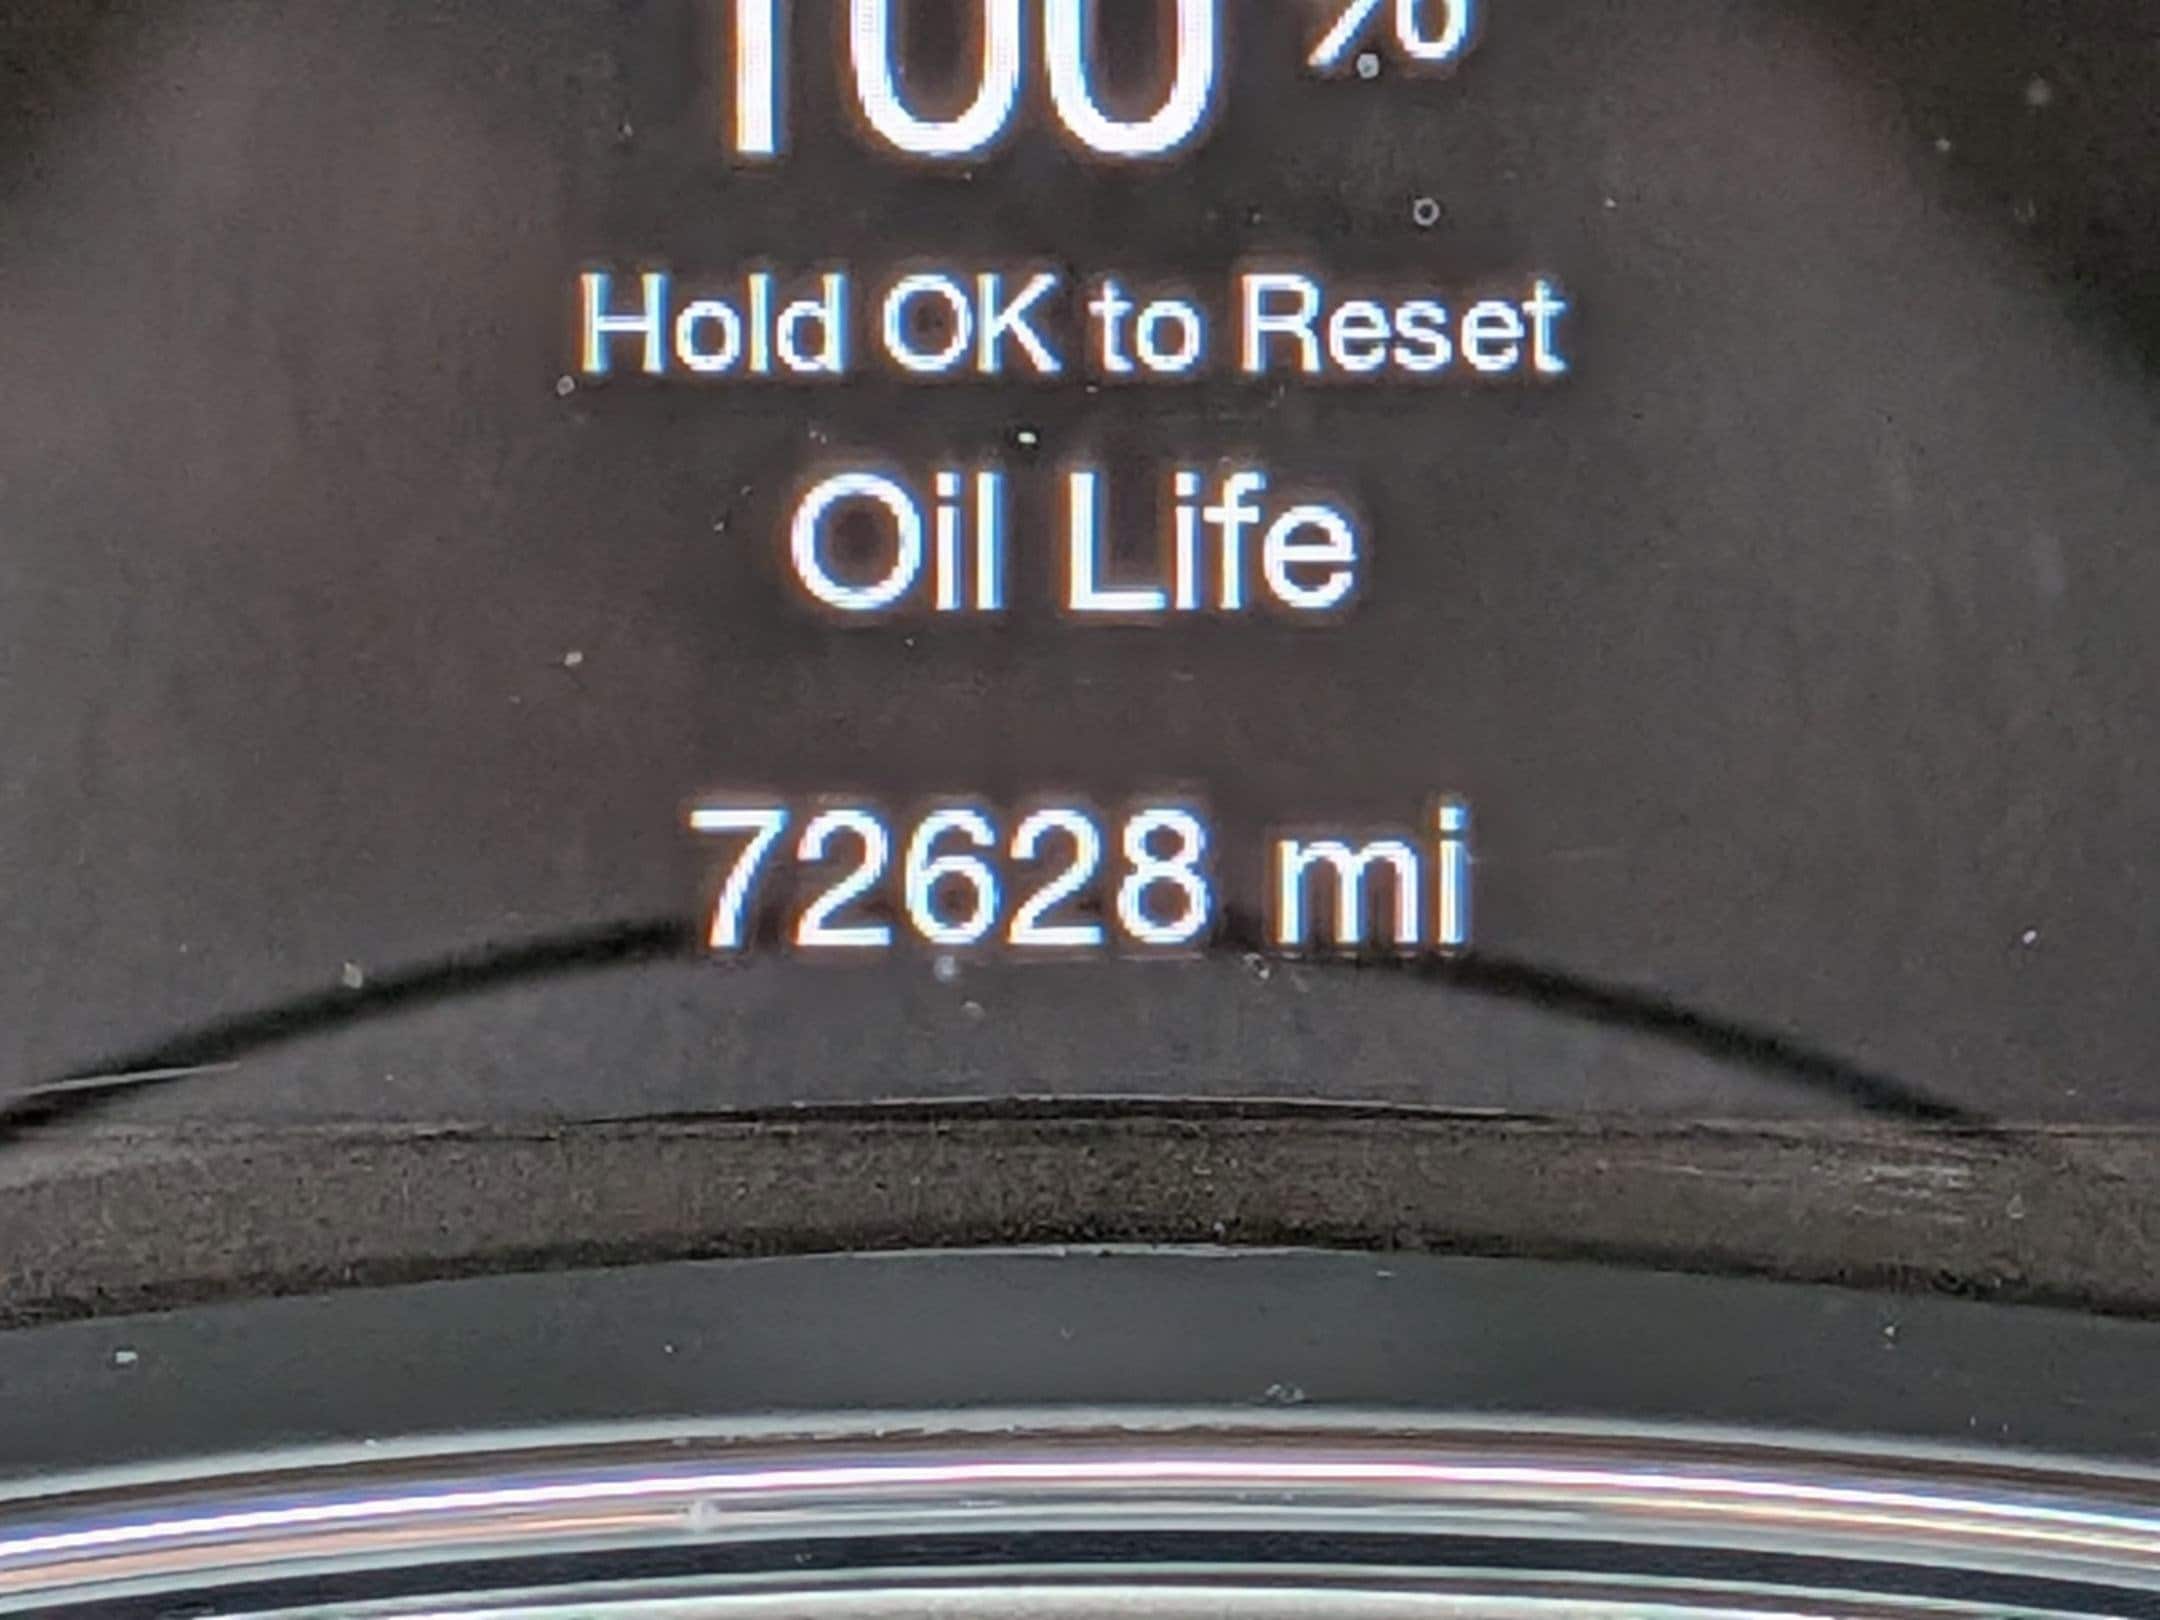 100 %
Hold OK to Reset
Oil Life
72628 mi